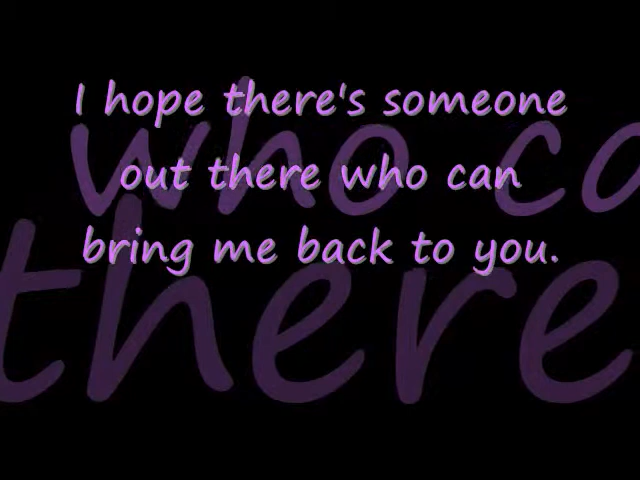 I hope there's someone
out there who can
bring me back to you.
who co
there